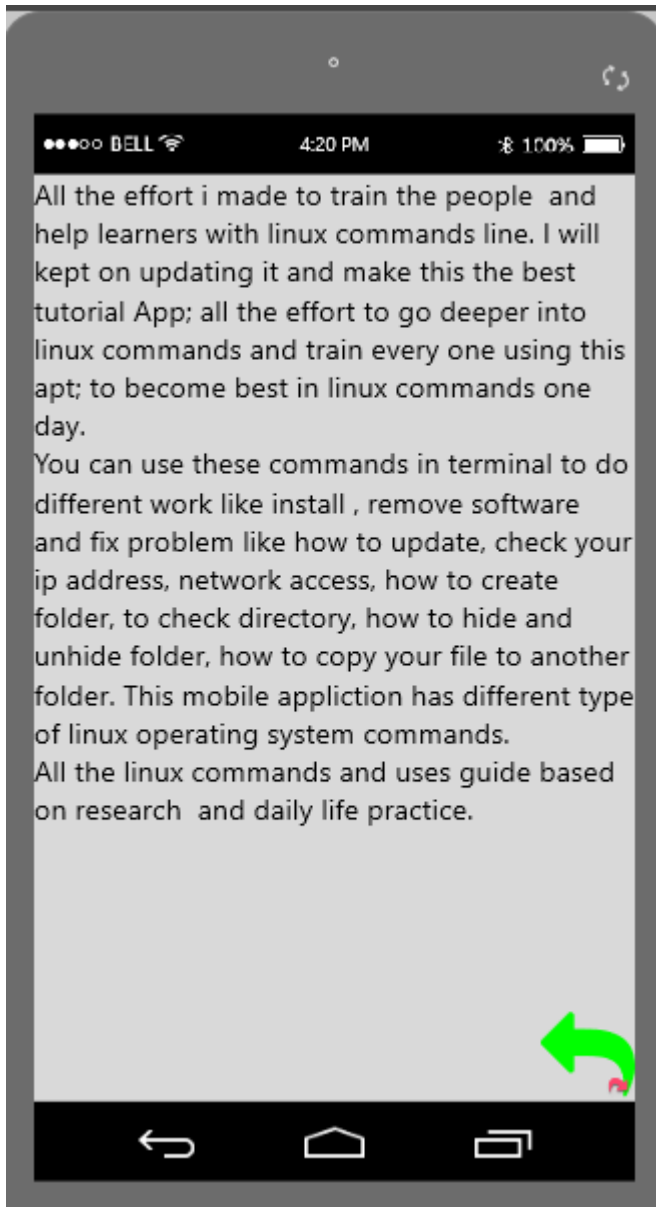 BELL 4:20 PM 100%
All the effort i made to train the people  and
help learners with linux commands line. I will
kept on updating it and make this the best
tutorial App; all the effort to go deeper into
linux commands and train every one using this
apt; to become best in linux commands one
day.
You can use these commands in terminal to do
different work like install , remove software
and fix problem like how to update, check your
ip address, network access, how to create
folder, to check directory, how to hide and
unhide folder, how to copy your file to another
folder. This mobile appliction has different type
of linux operating system commands.
All the linux commands and uses guide based
on research  and daily life practice.